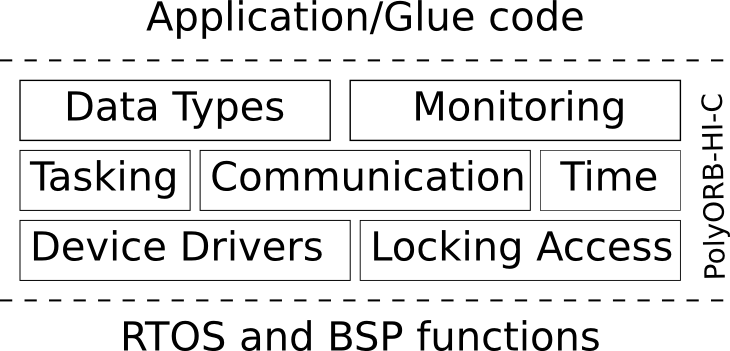 Application/Glue code
Data Types
Monitoring
PolyORB-HI-C
Tasking
Communication
Time
Device Drivers
Locking Access
RTOS and BSP functions